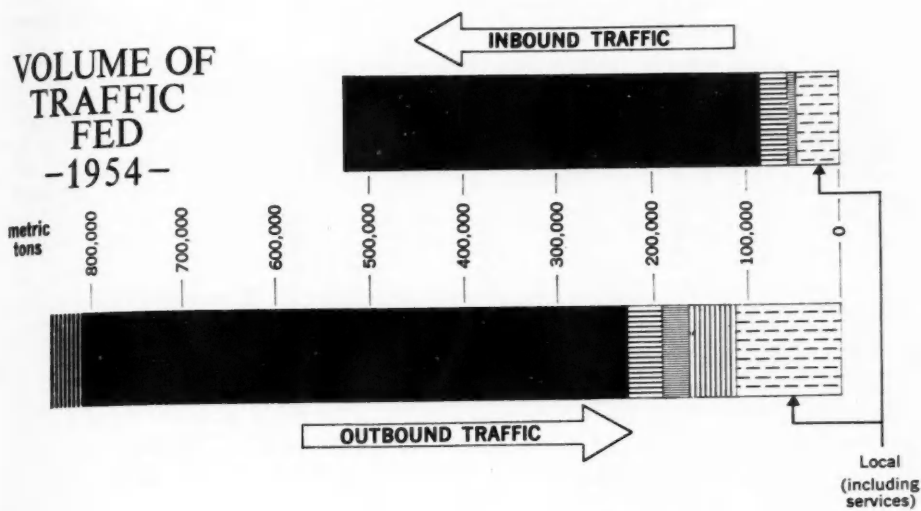 VOLUME OF
TRAFFIC
FED
-1954-
INBOUND TRAFFIC
metric
tons
800,000
700,000
600,000
500,000
400,000
300,000
200,000
100,000
0
OUTBOUND TRAFFIC
Local
(including
services)